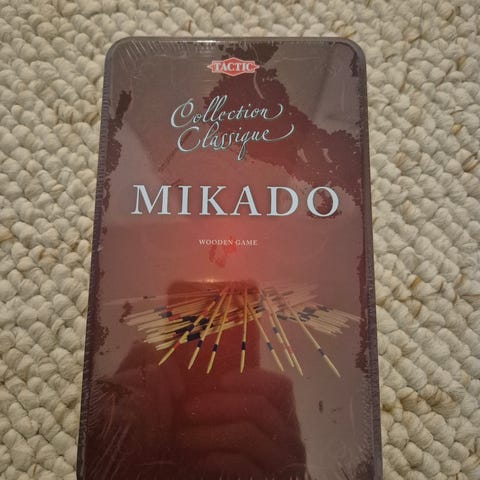 TACTIC
Collection
Classique
MIKADO
WOODEN GAME